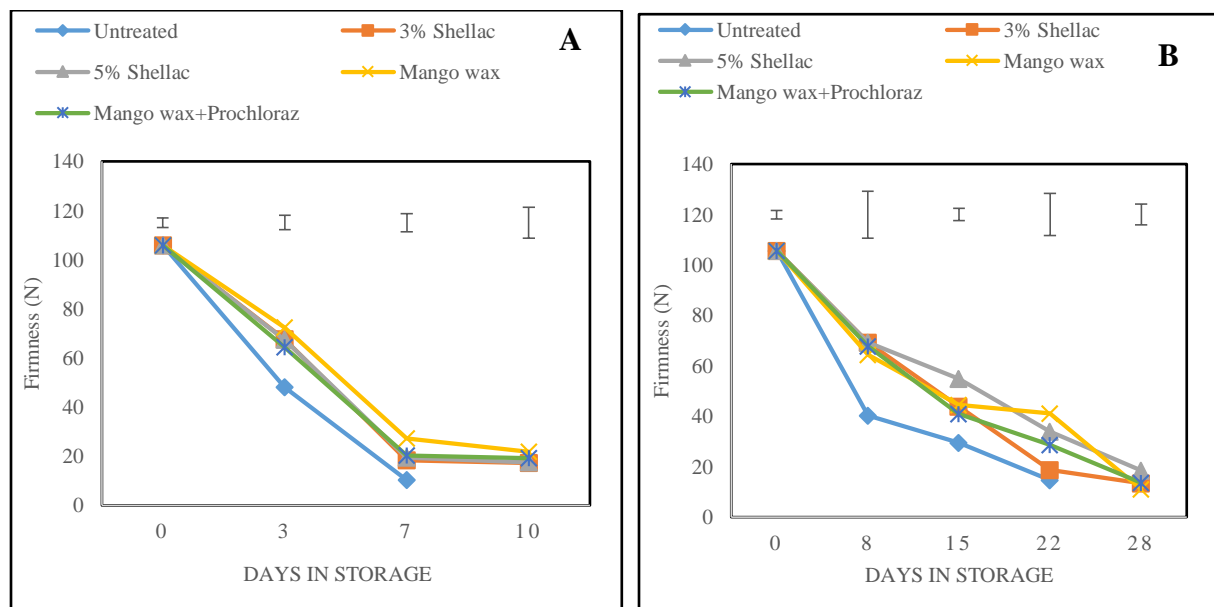 Untreated
3% Shellac
A
5% Shellac
Mango wax
Mango wax+Prochloraz
140
120
100
80
60
40
20
0
Firmness (N)
0 3 7 10
DAYS IN STORAGE
Untreated
3% Shellac
B
5% Shellac
Mango wax
Mango wax+Prochloraz
140
120
100
80
60
40
20
0
Firmness (N)
0 8 15 22 28
DAYS IN STORAGE